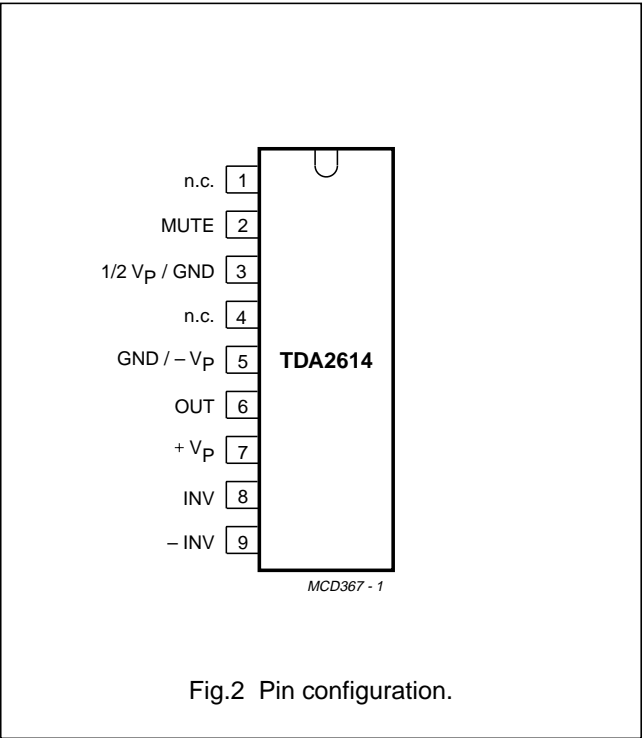 n.c. 1
MUTE 2
1/2 VP / GND 3
n.c. 4
GND / – VP 5
OUT 6
+ VP 7
INV 8
– INV 9
TDA2614
MCD367 - 1
Fig.2 Pin configuration.